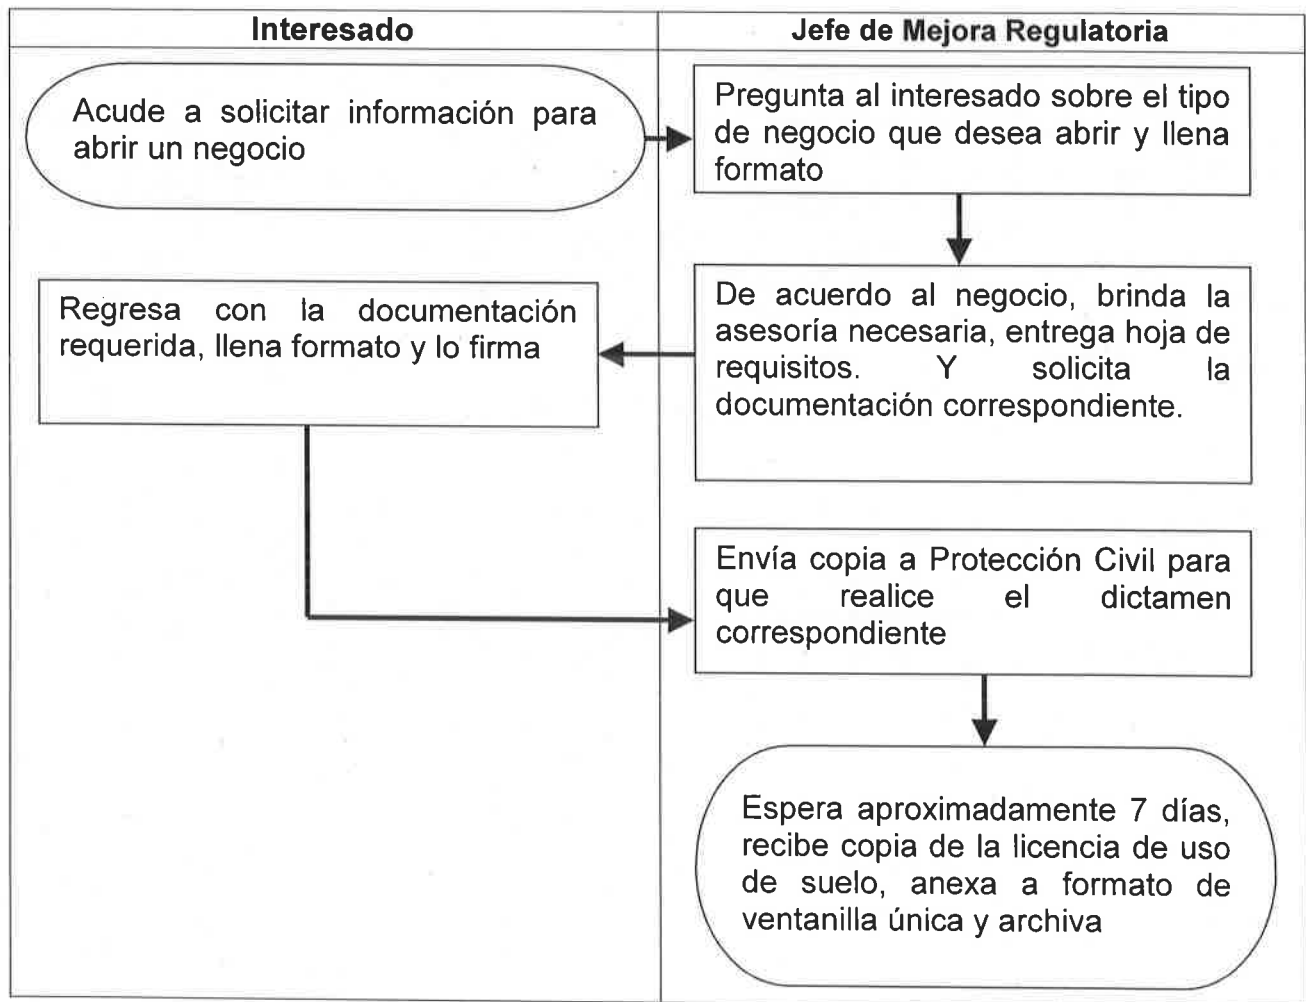 Interesado
Jefe de Mejora Regulatoria
Acude a solicitar información para
abrir un negocio
Pregunta al interesado sobre el tipo
de negocio que desea abrir y llena
formato
De acuerdo al negocio, brinda la
asesoría necesaria, entrega hoja de
requisitos. Y solicita la
documentación correspondiente.
Regresa con la documentación
requerida, llena formato y lo firma
Envía copia a Protección Civil para
que realice el dictamen
correspondiente
Espera aproximadamente 7 días,
recibe copia de la licencia de uso
de suelo, anexa a formato de
ventanilla única y archiva